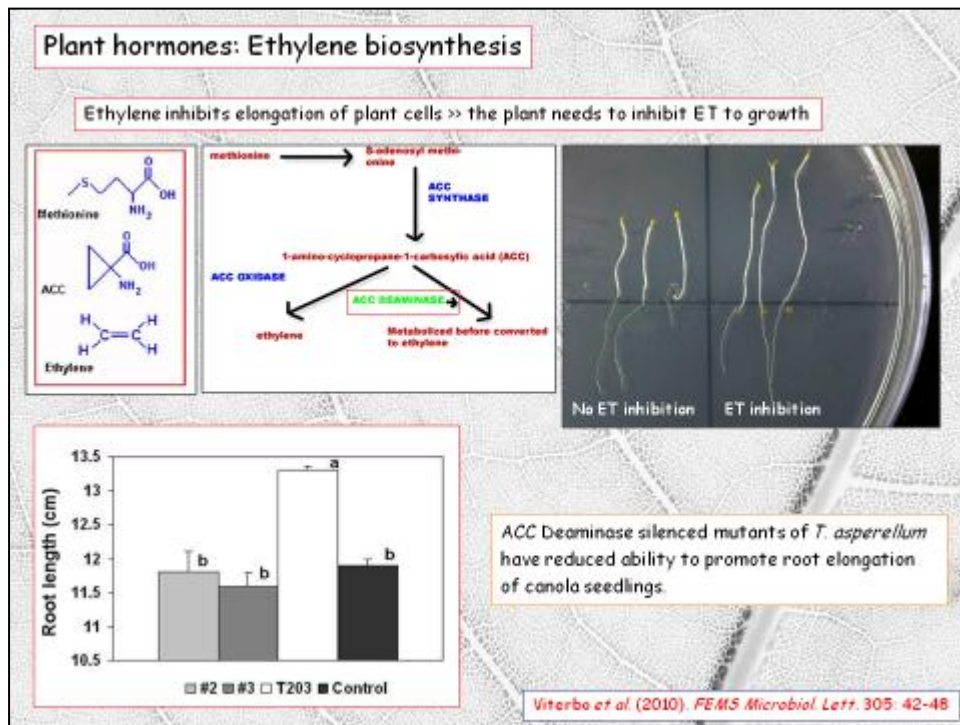 Plant hormones: Ethylene biosynthesis
Ethylene inhibits elongation of plant cells >> the plant needs to inhibit ET to growth
S
O
OH
NH2
Methionine
O
OH
NH2
ACC
H
H
C=C
H
H
Ethylene
methionine
S-adenosyl methi-
onine
ACC
SYNTHASE
1-amino-cyclopropane-1-carboxylic acid (ACC)
ACC OXIDASE
ACC DEAMINASE
ethylene
Metabolized before converted
to ethylene
No ET inhibition
ET inhibition
Root length (cm)
13.5
13
12.5
12
11.5
11
10.5
b
b
a
b
#2 #3 T203 Control
ACC Deaminase silenced mutants of T. asperellum
have reduced ability to promote root elongation
of canola seedlings.
Viterbo et al. (2010). FEMS Microbiol. Lett. 305: 42-48